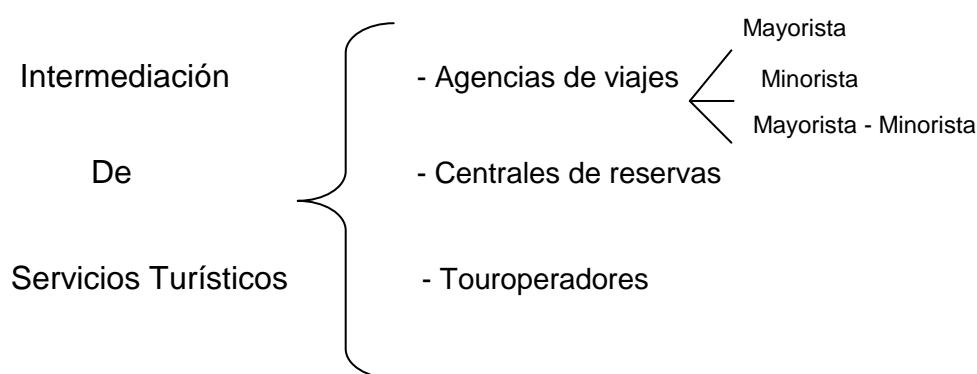 Mayorista
Intermediación
- Agencias de viajes
Minorista
Mayorista - Minorista
De
- Centrales de reservas
Servicios Turísticos
- Touroperadores